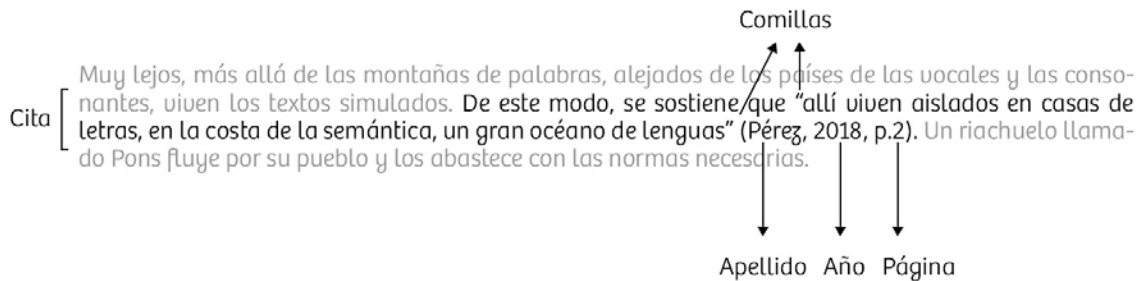 Comillas
Muy lejos, más allá de las montañas de palabras, alejados de los países de las vocales y las conso-
nantes, viven los textos simulados. De este modo, se sostiene que “allí viven aislados en casas de
Cita
letras, en la costa de la semántica, un gran océano de lenguas” (Pérez, 2018, p.2). Un riachuelo llama-
do Pons fluye por su pueblo y los abastece con las normas necesarias.
Apellido Año Página